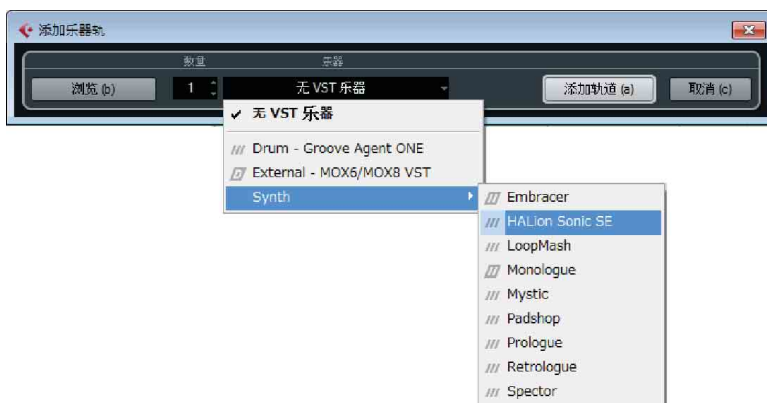 添加乐器轨
数量 乐器
浏览 (b) 1 无 VST 乐器 添加轨道 (a) 取消 (c)
无 VST 乐器
Drum - Groove Agent ONE
External - MOX6/MOX8 VST
Synth
Embracer
HALion Sonic SE
LoopMash
Monologue
Mystic
Padshop
Prologue
Retrologue
Spector